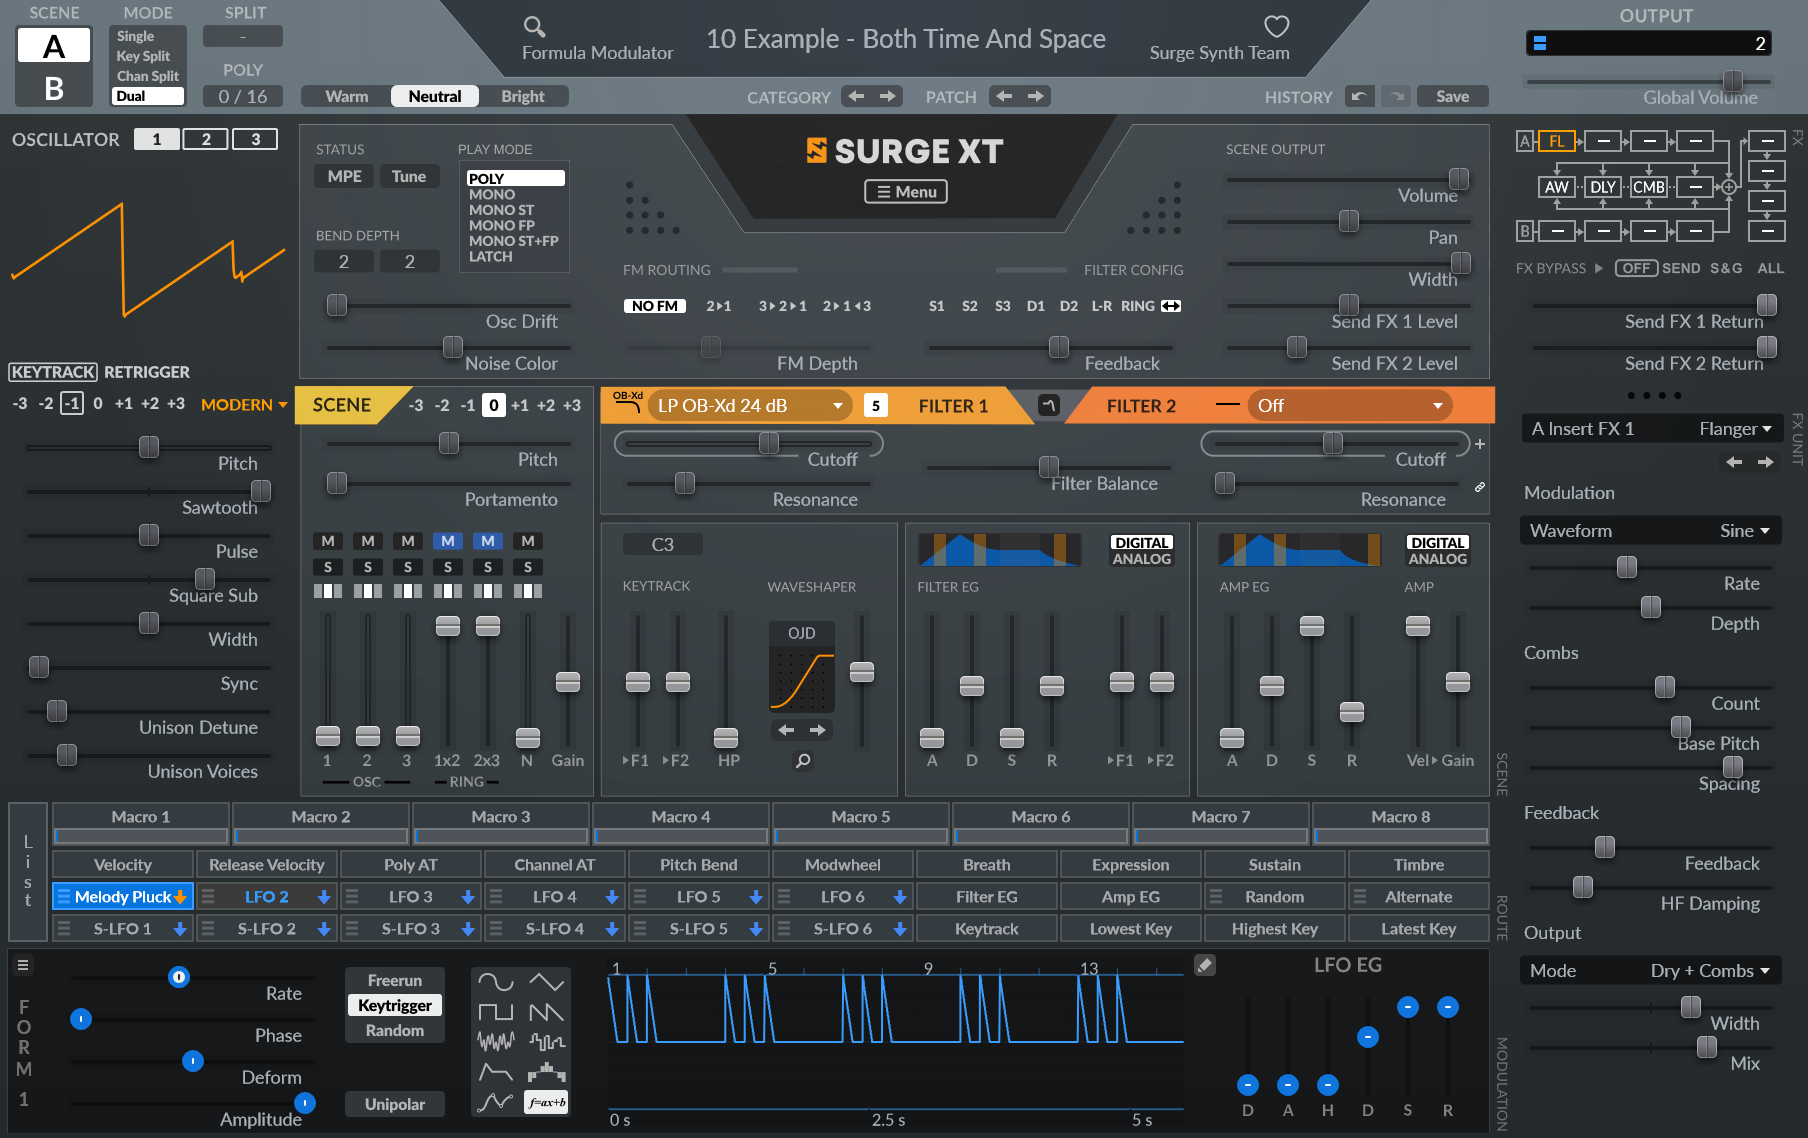 SCENE
A
B
MODE
Single
Key Split
Chan Split
Dual
SPLIT
-
POLY
0 / 16
Warm
Neutral
Bright
Formula Modulator
10 Example - Both Time And Space
Surge Synth Team
CATEGORY
PATCH
HISTORY
Save
OUTPUT
2
Global Volume
OSCILLATOR
1
2
3
KEYTRACK
RETRIGGER
-3 -2 -1 0 +1 +2 +3
MODERN
Pitch
Sawtooth
Pulse
Square Sub
Width
Sync
Unison Detune
Unison Voices
STATUS
MPE
Tune
BEND DEPTH
2
2
PLAY MODE
POLY
MONO
MONO ST
MONO FP
MONO ST+FP
LATCH
Osc Drift
Noise Color
SURGE XT
Menu
FM ROUTING
NO FM
2▸1
3▸2▸1
2▸1◂3
FM Depth
FILTER CONFIG
S1 S2 S3 D1 D2 L-R RING
Feedback
SCENE OUTPUT
Volume
Pan
Width
Send FX 1 Level
Send FX 2 Level
SCENE
-3 -2 -1 0 +1 +2 +3
Pitch
Portamento
M M M M M M
S S S S S S
1 2 3 1x2 2x3 N Gain
OSC
RING
OB-Xd
LP OB-Xd 24 dB
5
FILTER 1
FILTER 2
Off
Cutoff
Resonance
Filter Balance
Cutoff
+
Resonance
C3
KEYTRACK
▸F1 ▸F2 HP
WAVESHAPER
OJD
FILTER EG
DIGITAL
ANALOG
A D S R ▸F1 ▸F2
AMP EG
DIGITAL
ANALOG
AMP
A D S R Vel▸Gain
SCENE
List
Macro 1
Macro 2
Macro 3
Macro 4
Macro 5
Macro 6
Macro 7
Macro 8
Velocity
Release Velocity
Poly AT
Channel AT
Pitch Bend
Modwheel
Breath
Expression
Sustain
Timbre
Melody Pluck
LFO 2
LFO 3
LFO 4
LFO 5
LFO 6
Filter EG
Amp EG
Random
Alternate
S-LFO 1
S-LFO 2
S-LFO 3
S-LFO 4
S-LFO 5
S-LFO 6
Keytrack
Lowest Key
Highest Key
Latest Key
ROUTE
FORM 1
Rate
Phase
Deform
Amplitude
Freerun
Keytrigger
Random
Unipolar
f=ax+b
1 5 9 13
0 s 2.5 s 5 s
LFO EG
D A H D S R
MODULATION
A
FL
FX
AW
DLY
CMB
B
FX BYPASS
OFF
SEND
S&G
ALL
Send FX 1 Return
Send FX 2 Return
FX UNIT
A Insert FX 1
Flanger
Modulation
Waveform
Sine
Rate
Depth
Combs
Count
Base Pitch
Spacing
Feedback
Feedback
HF Damping
Output
Mode
Dry + Combs
Width
Mix